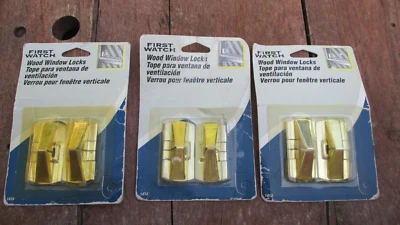 FIRST
WATCH
Wood Window Locks
Tope para ventana de
ventilación
Verrou pour fenêtre verticale
FIRST
WATCH
Wood Window Locks
Tope para ventana de
ventilación
Verrou pour fenêtre verticale
FIRST
WATCH
Wood Window Locks
Tope para ventana de
ventilación
Verrou pour fenêtre verticale